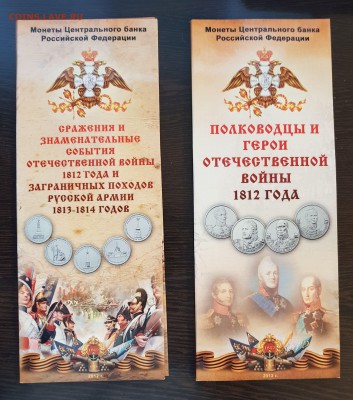 Монеты Центрального банка
Российской Федерации
СРАЖЕНИЯ И
ЗНАМЕНАТЕЛЬНЫЕ
СОБЫТИЯ
ОТЕЧЕСТВЕННОЙ ВОЙНЫ
1812 ГОДА И
ЗАГРАНИЧНЫХ ПОХОДОВ
РУССКОЙ АРМИИ
1813-1814 ГОДОВ
Монеты Центрального банка
Российской Федерации
ПОЛКОВОДЦЫ И
ГЕРОИ
ОТЕЧЕСТВЕННОЙ
ВОЙНЫ
1812 ГОДА
2012 г.